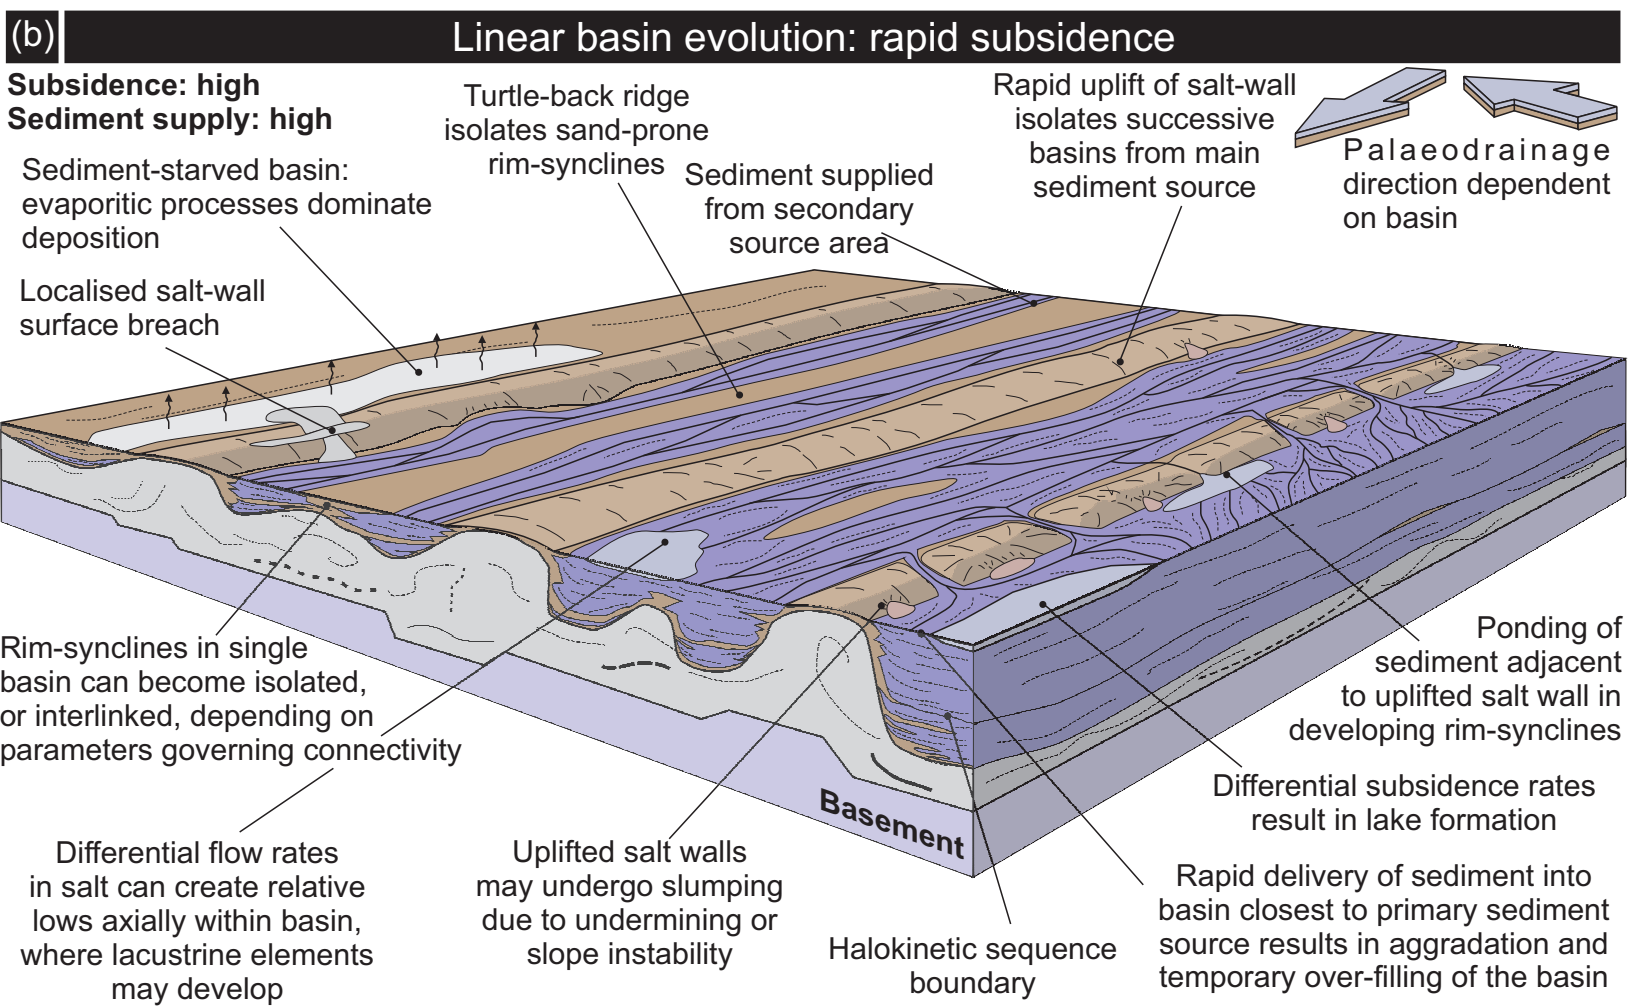 (b)
Linear basin evolution: rapid subsidence
Subsidence: high
Sediment supply: high
Sediment-starved basin:
evaporitic processes dominate
deposition
Localised salt-wall
surface breach
Turtle-back ridge
isolates sand-prone
rim-synclines
Sediment supplied
from secondary
source area
Rapid uplift of salt-wall
isolates successive
basins from main
sediment source
Palaeodrainage
direction dependent
on basin
Rim-synclines in single
basin can become isolated,
or interlinked, depending on
parameters governing connectivity
Differential flow rates
in salt can create relative
lows axially within basin,
where lacustrine elements
may develop
Uplifted salt walls
may undergo slumping
due to undermining or
slope instability
Basement
Halokinetic sequence
boundary
Ponding of
sediment adjacent
to uplifted salt wall in
developing rim-synclines
Differential subsidence rates
result in lake formation
Rapid delivery of sediment into
basin closest to primary sediment
source results in aggradation and
temporary over-filling of the basin